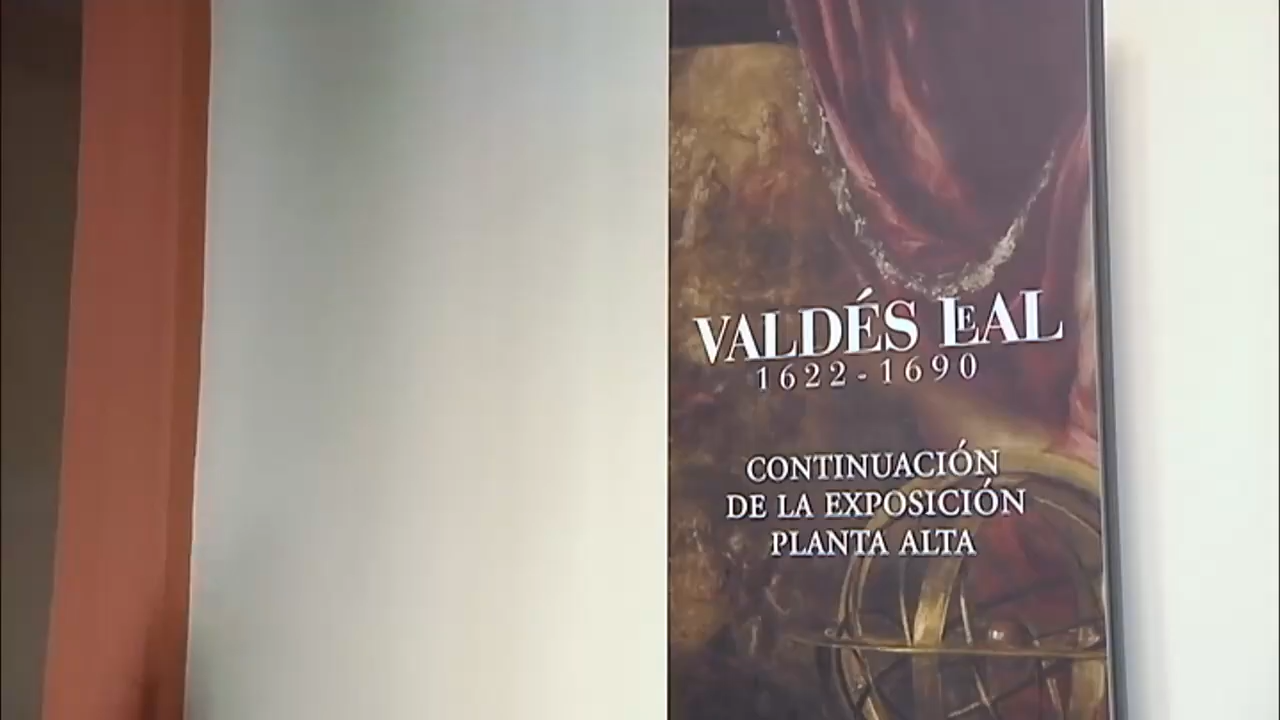 VALDÉS LEAL
1622-1690
CONTINUACIÓN
DE LA EXPOSICIÓN
PLANTA ALTA